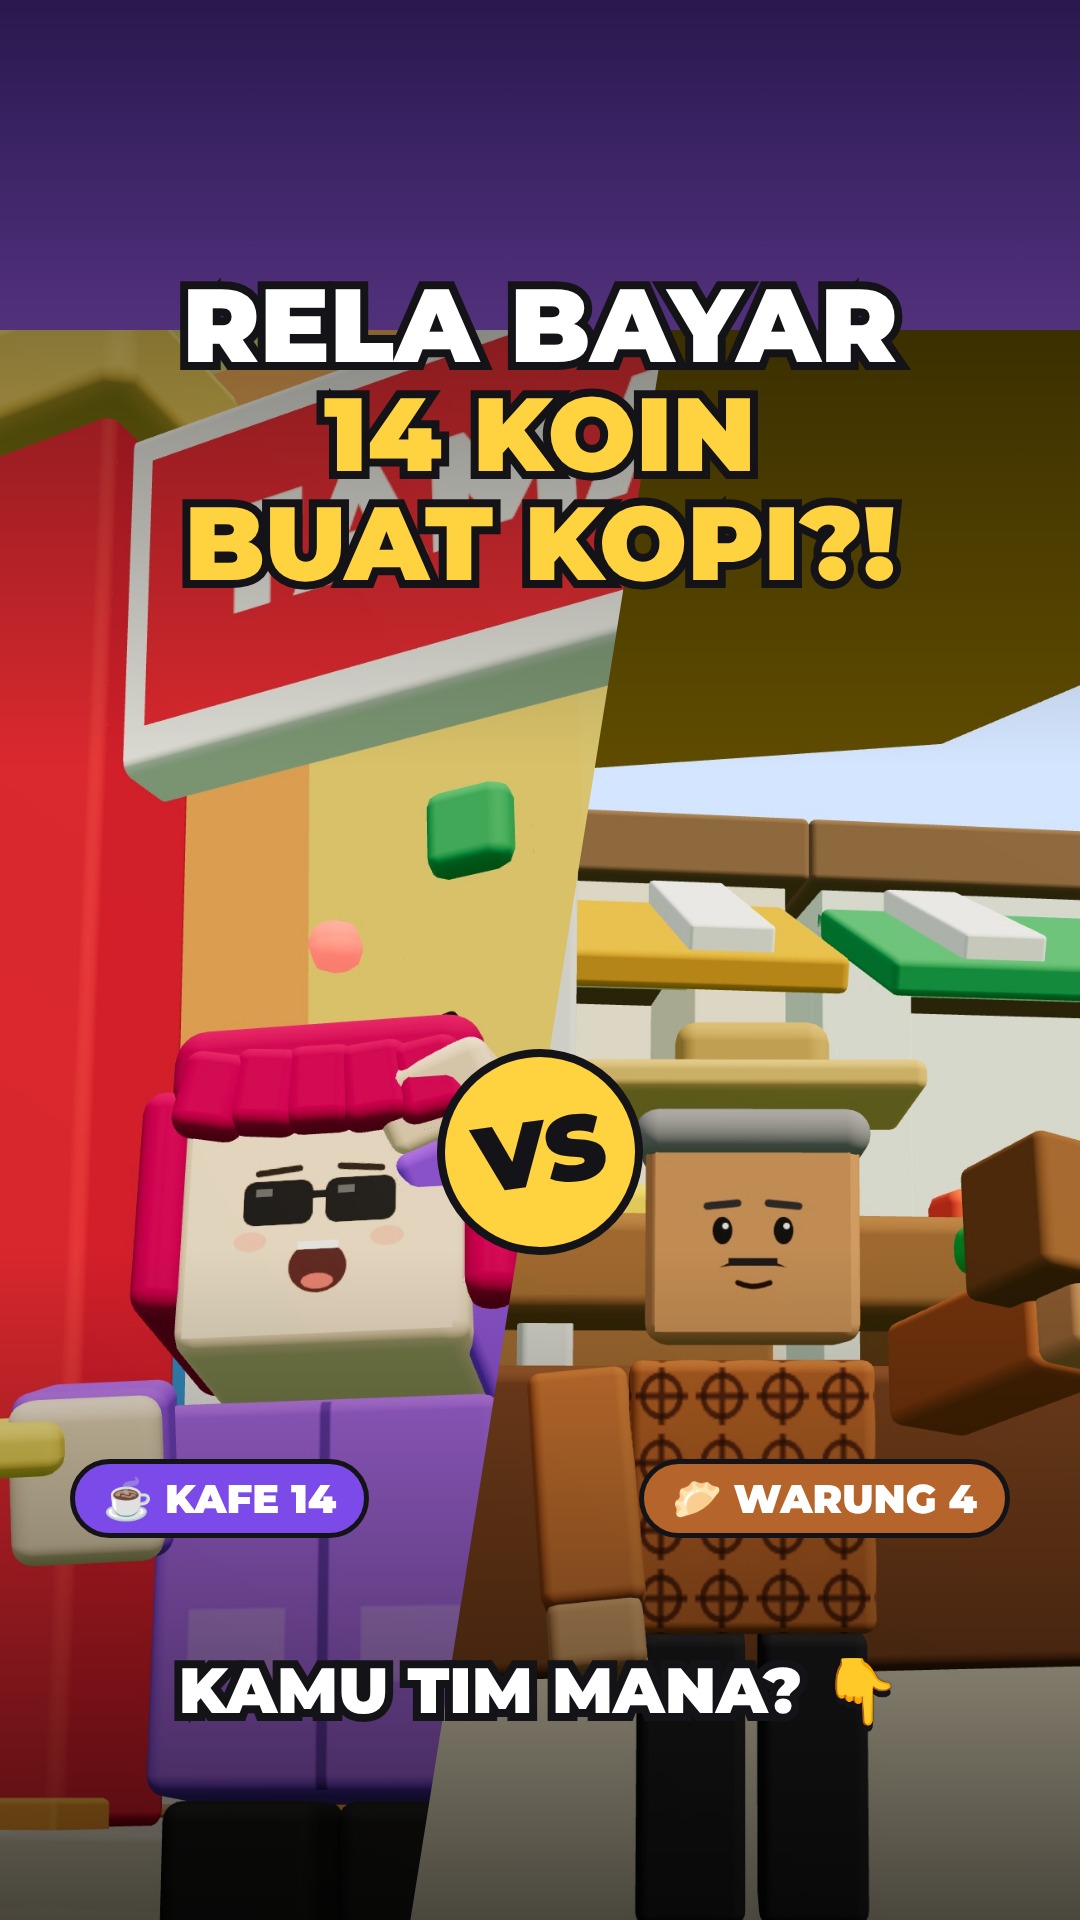 RELA BAYAR
14 KOIN
BUAT KOPI?!
VS
☕ KAFE 14
🥟 WARUNG 4
KAMU TIM MANA? 👇